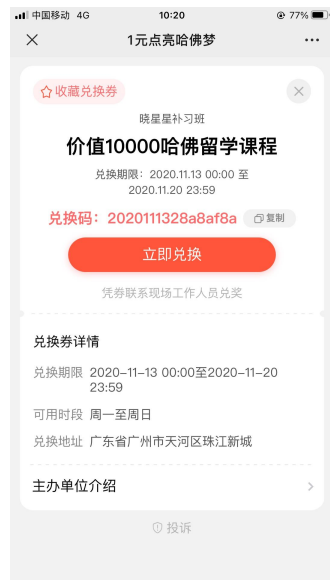 中国移动 4G 10:20 77%
1元点亮哈佛梦
收藏兑换券
晓星星补习班
价值10000哈佛留学课程
兑换期限：2020.11.13 00:00 至
2020.11.20 23:59
兑换码：2020111328a8af8a 复制
立即兑换
凭券联系现场工作人员兑奖
兑换券详情
兑换期限 2020-11-13 00:00至2020-11-20
23:59
可用时段 周一至周日
兑换地址 广东省广州市天河区珠江新城
主办单位介绍
投诉